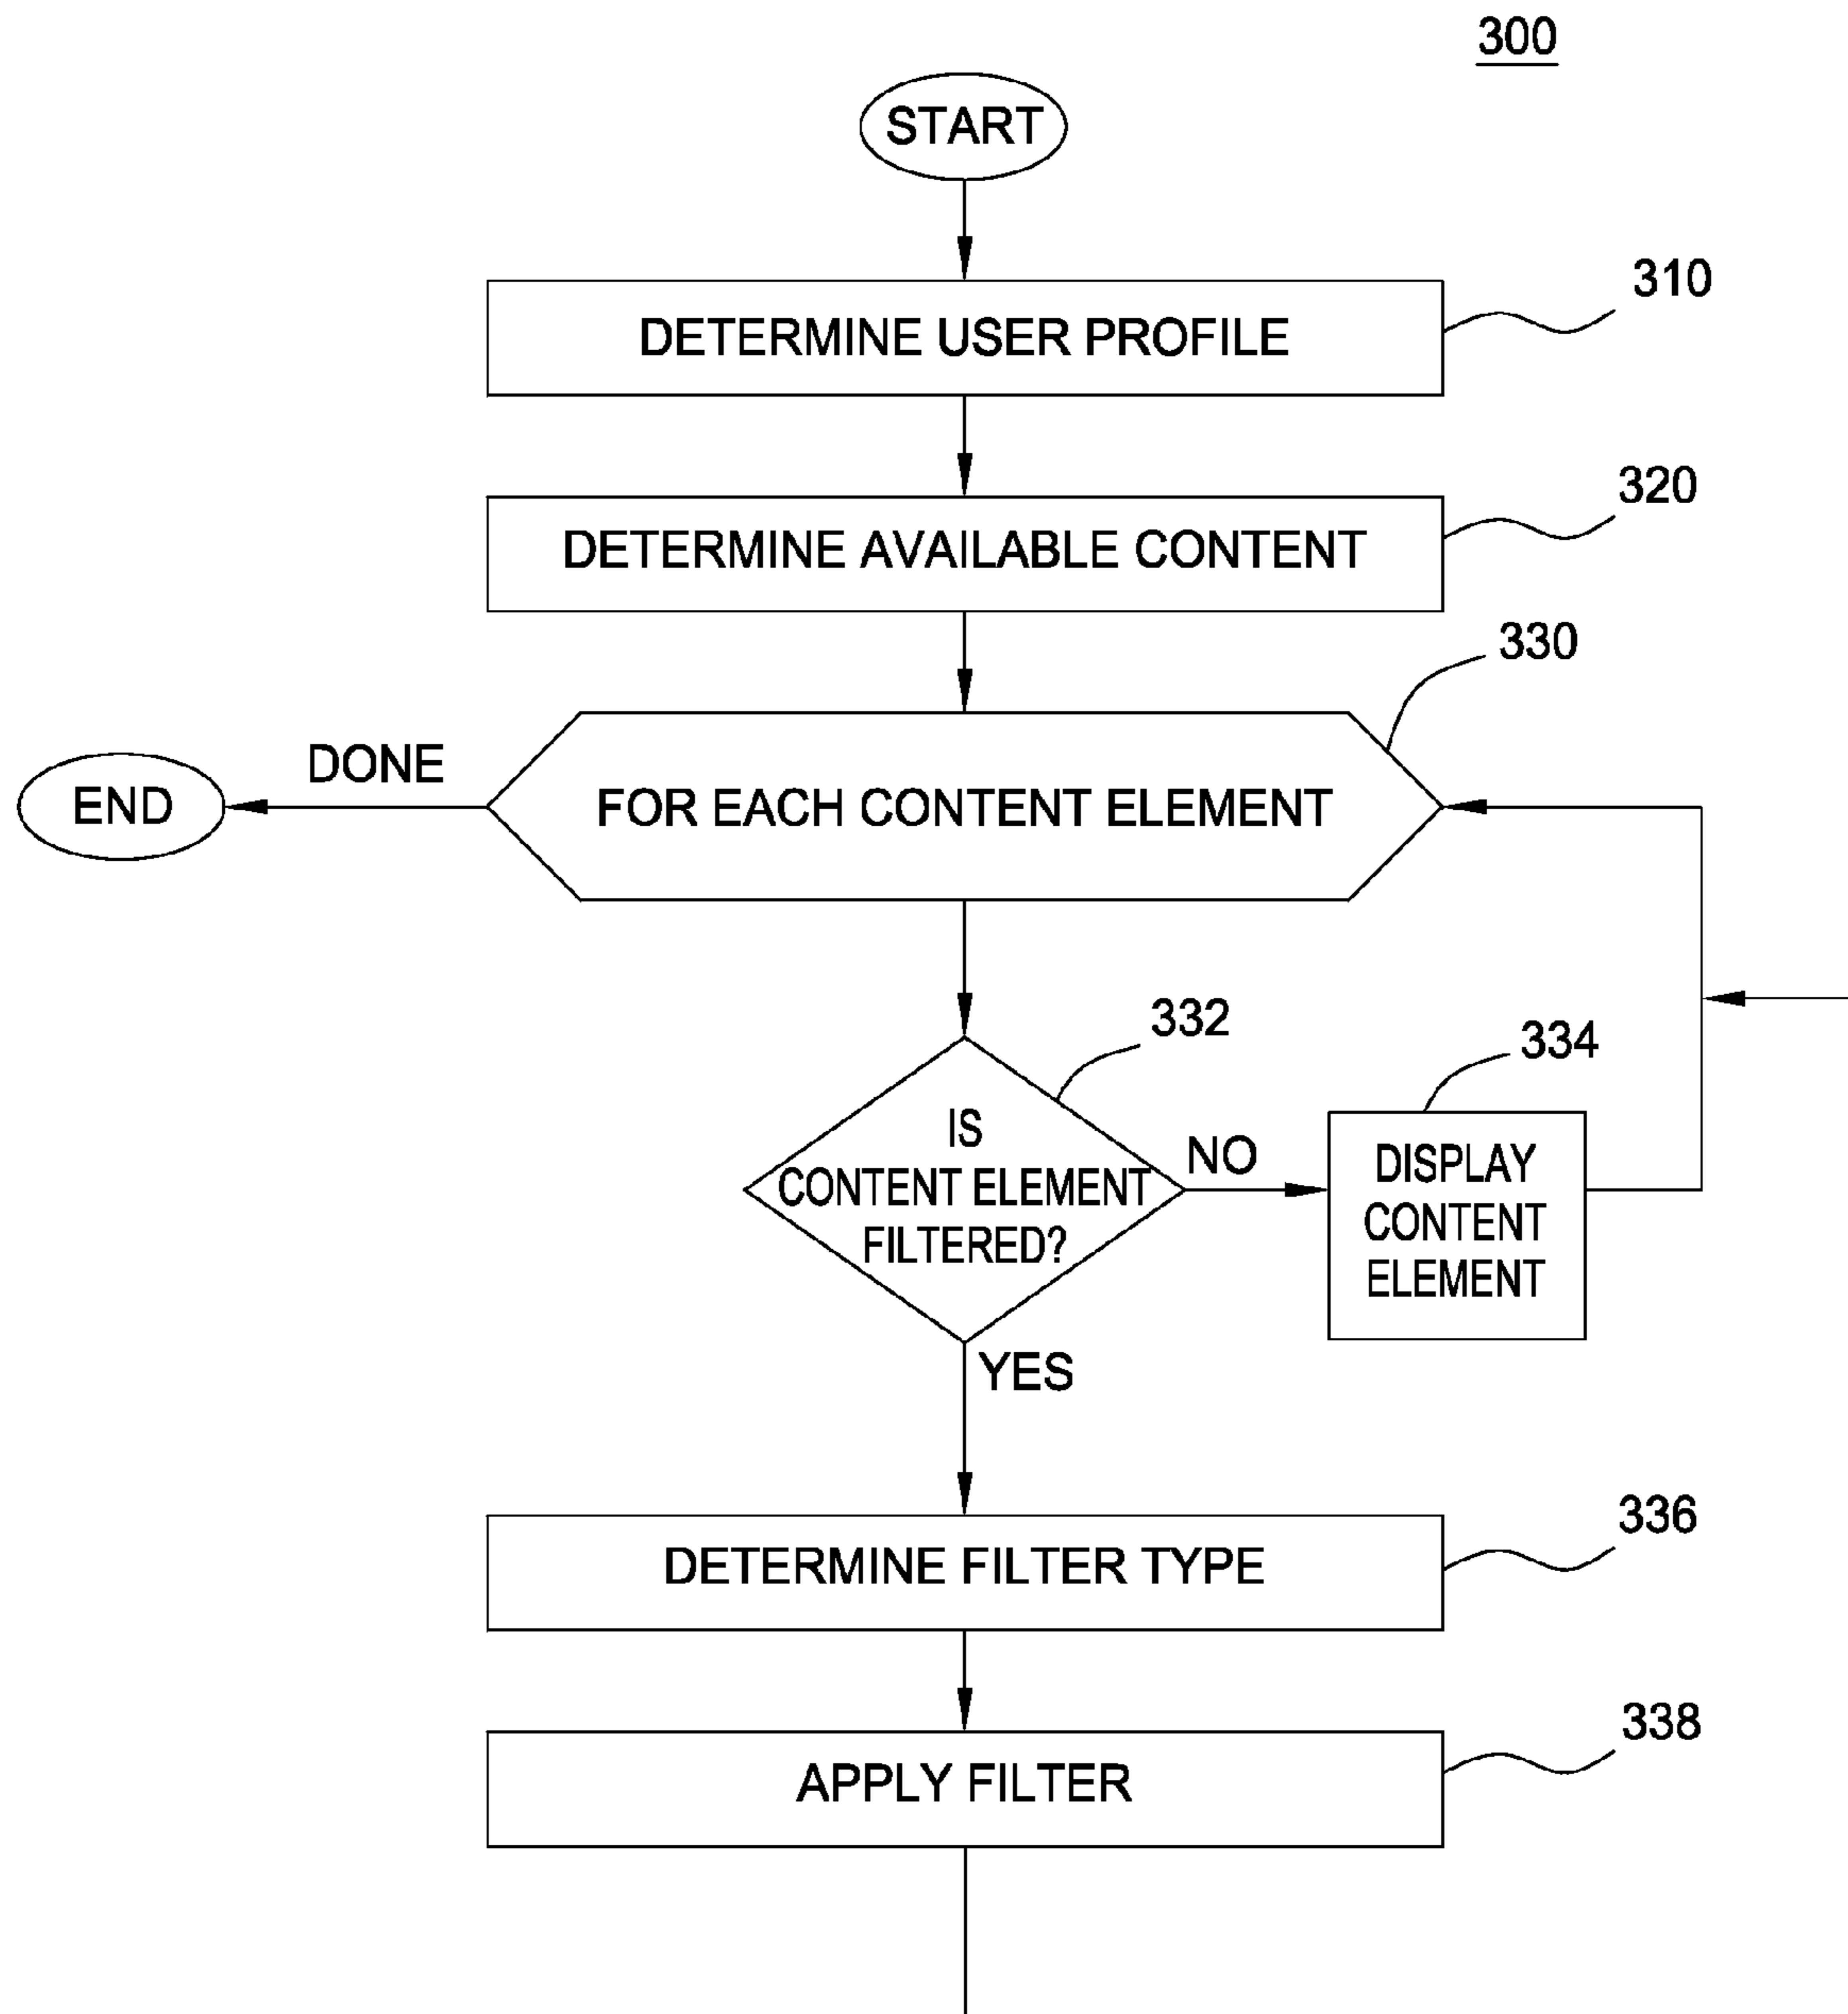 300
START
DETERMINE USER PROFILE
310
DETERMINE AVAILABLE CONTENT
320
330
DONE
END
FOR EACH CONTENT ELEMENT
332
334
IS
CONTENT ELEMENT
FILTERED?
NO
DISPLAY
CONTENT
ELEMENT
YES
336
DETERMINE FILTER TYPE
338
APPLY FILTER